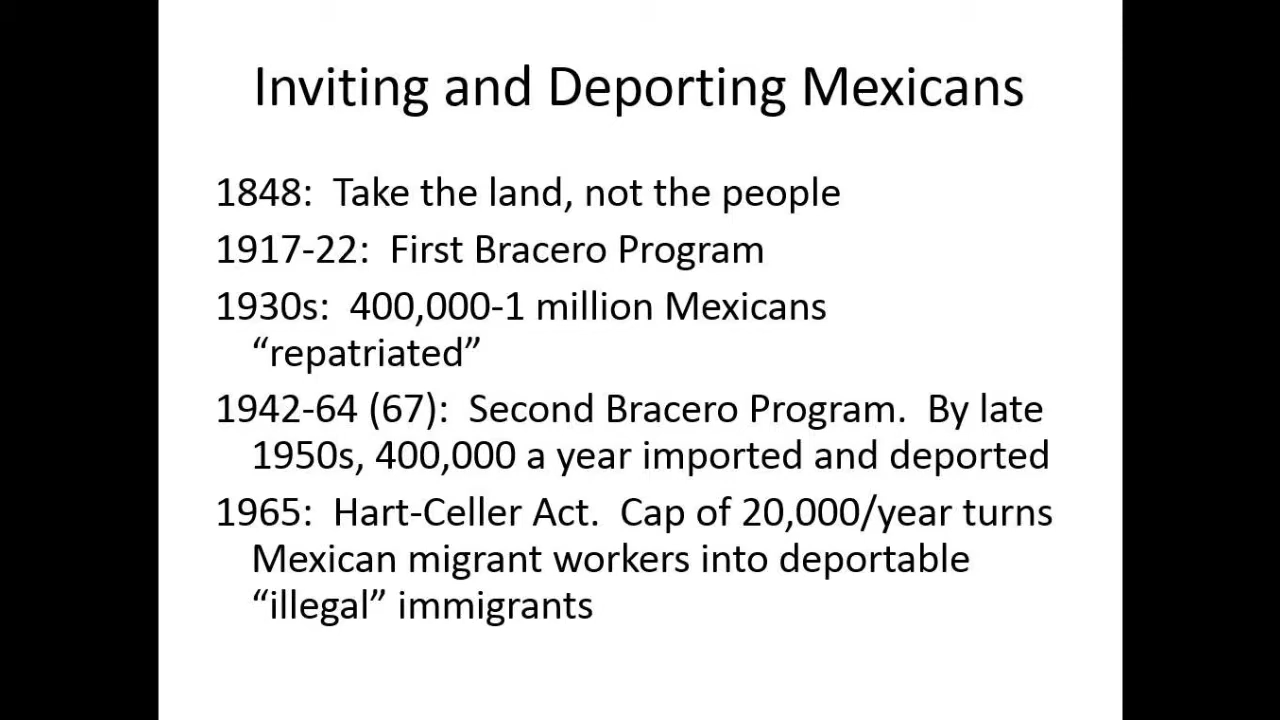 Inviting and Deporting Mexicans
1848:  Take the land, not the people
1917-22:  First Bracero Program
1930s:  400,000-1 million Mexicans
“repatriated”
1942-64 (67):  Second Bracero Program.  By late
1950s, 400,000 a year imported and deported
1965:  Hart-Celler Act.  Cap of 20,000/year turns
Mexican migrant workers into deportable
“illegal” immigrants